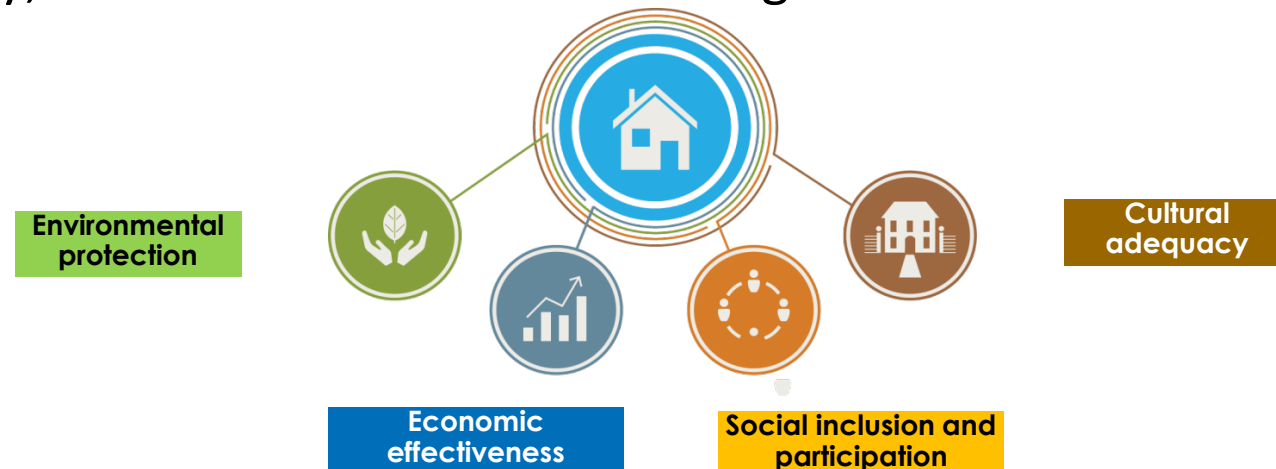 Environmental
protection
Cultural
adequacy
Economic
effectiveness
Social inclusion and
participation